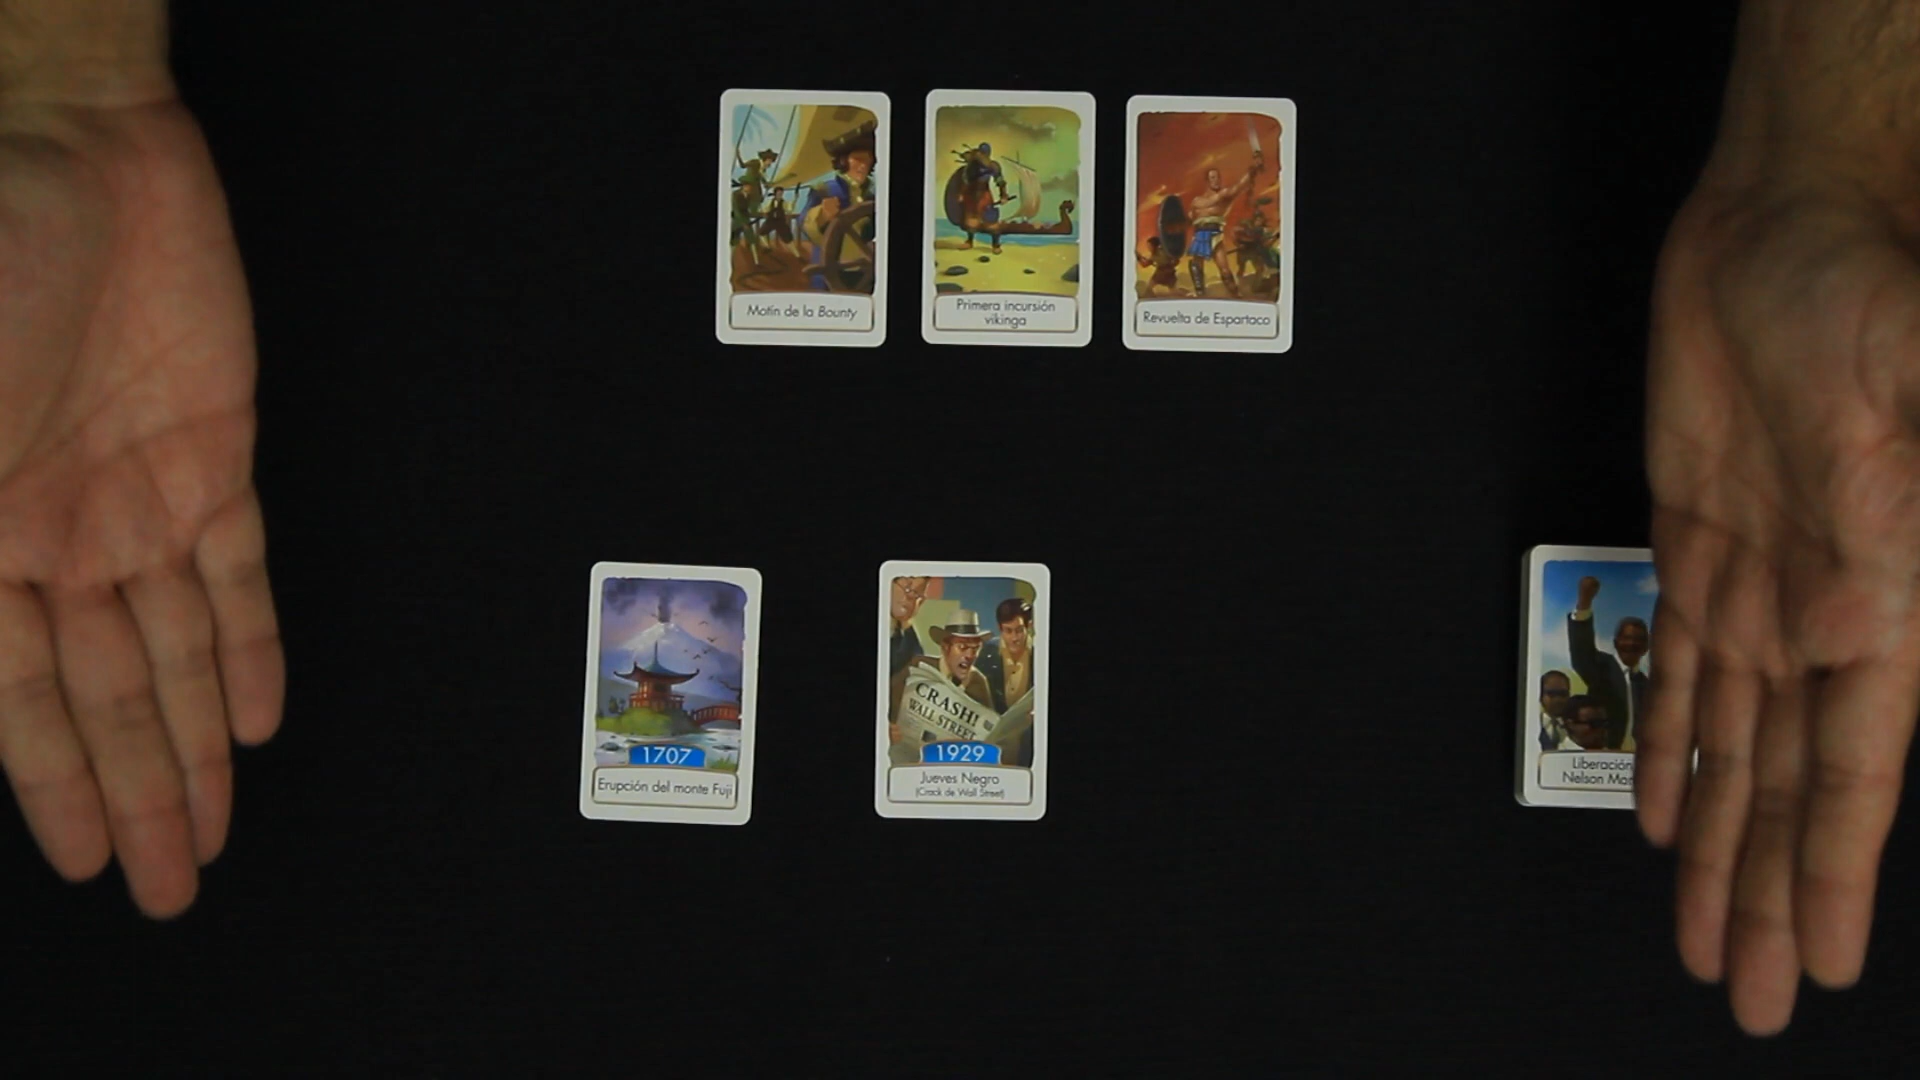 Motín de la Bounty
Primera incursión
vikinga
Revuelta de Espartaco
1707
Erupción del monte Fuji
CRASH!
WALL STREET
1929
Jueves Negro
(Crack de Wall Street)
Liberación
Nelson